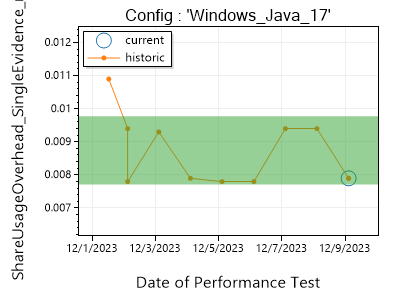 Config : 'Windows_Java_17'
current
historic
ShareUsageOverhead_SingleEvidence_
0.012
0.011
0.01
0.009
0.008
0.007
12/1/2023
12/3/2023
12/5/2023
12/7/2023
12/9/2023
Date of Performance Test